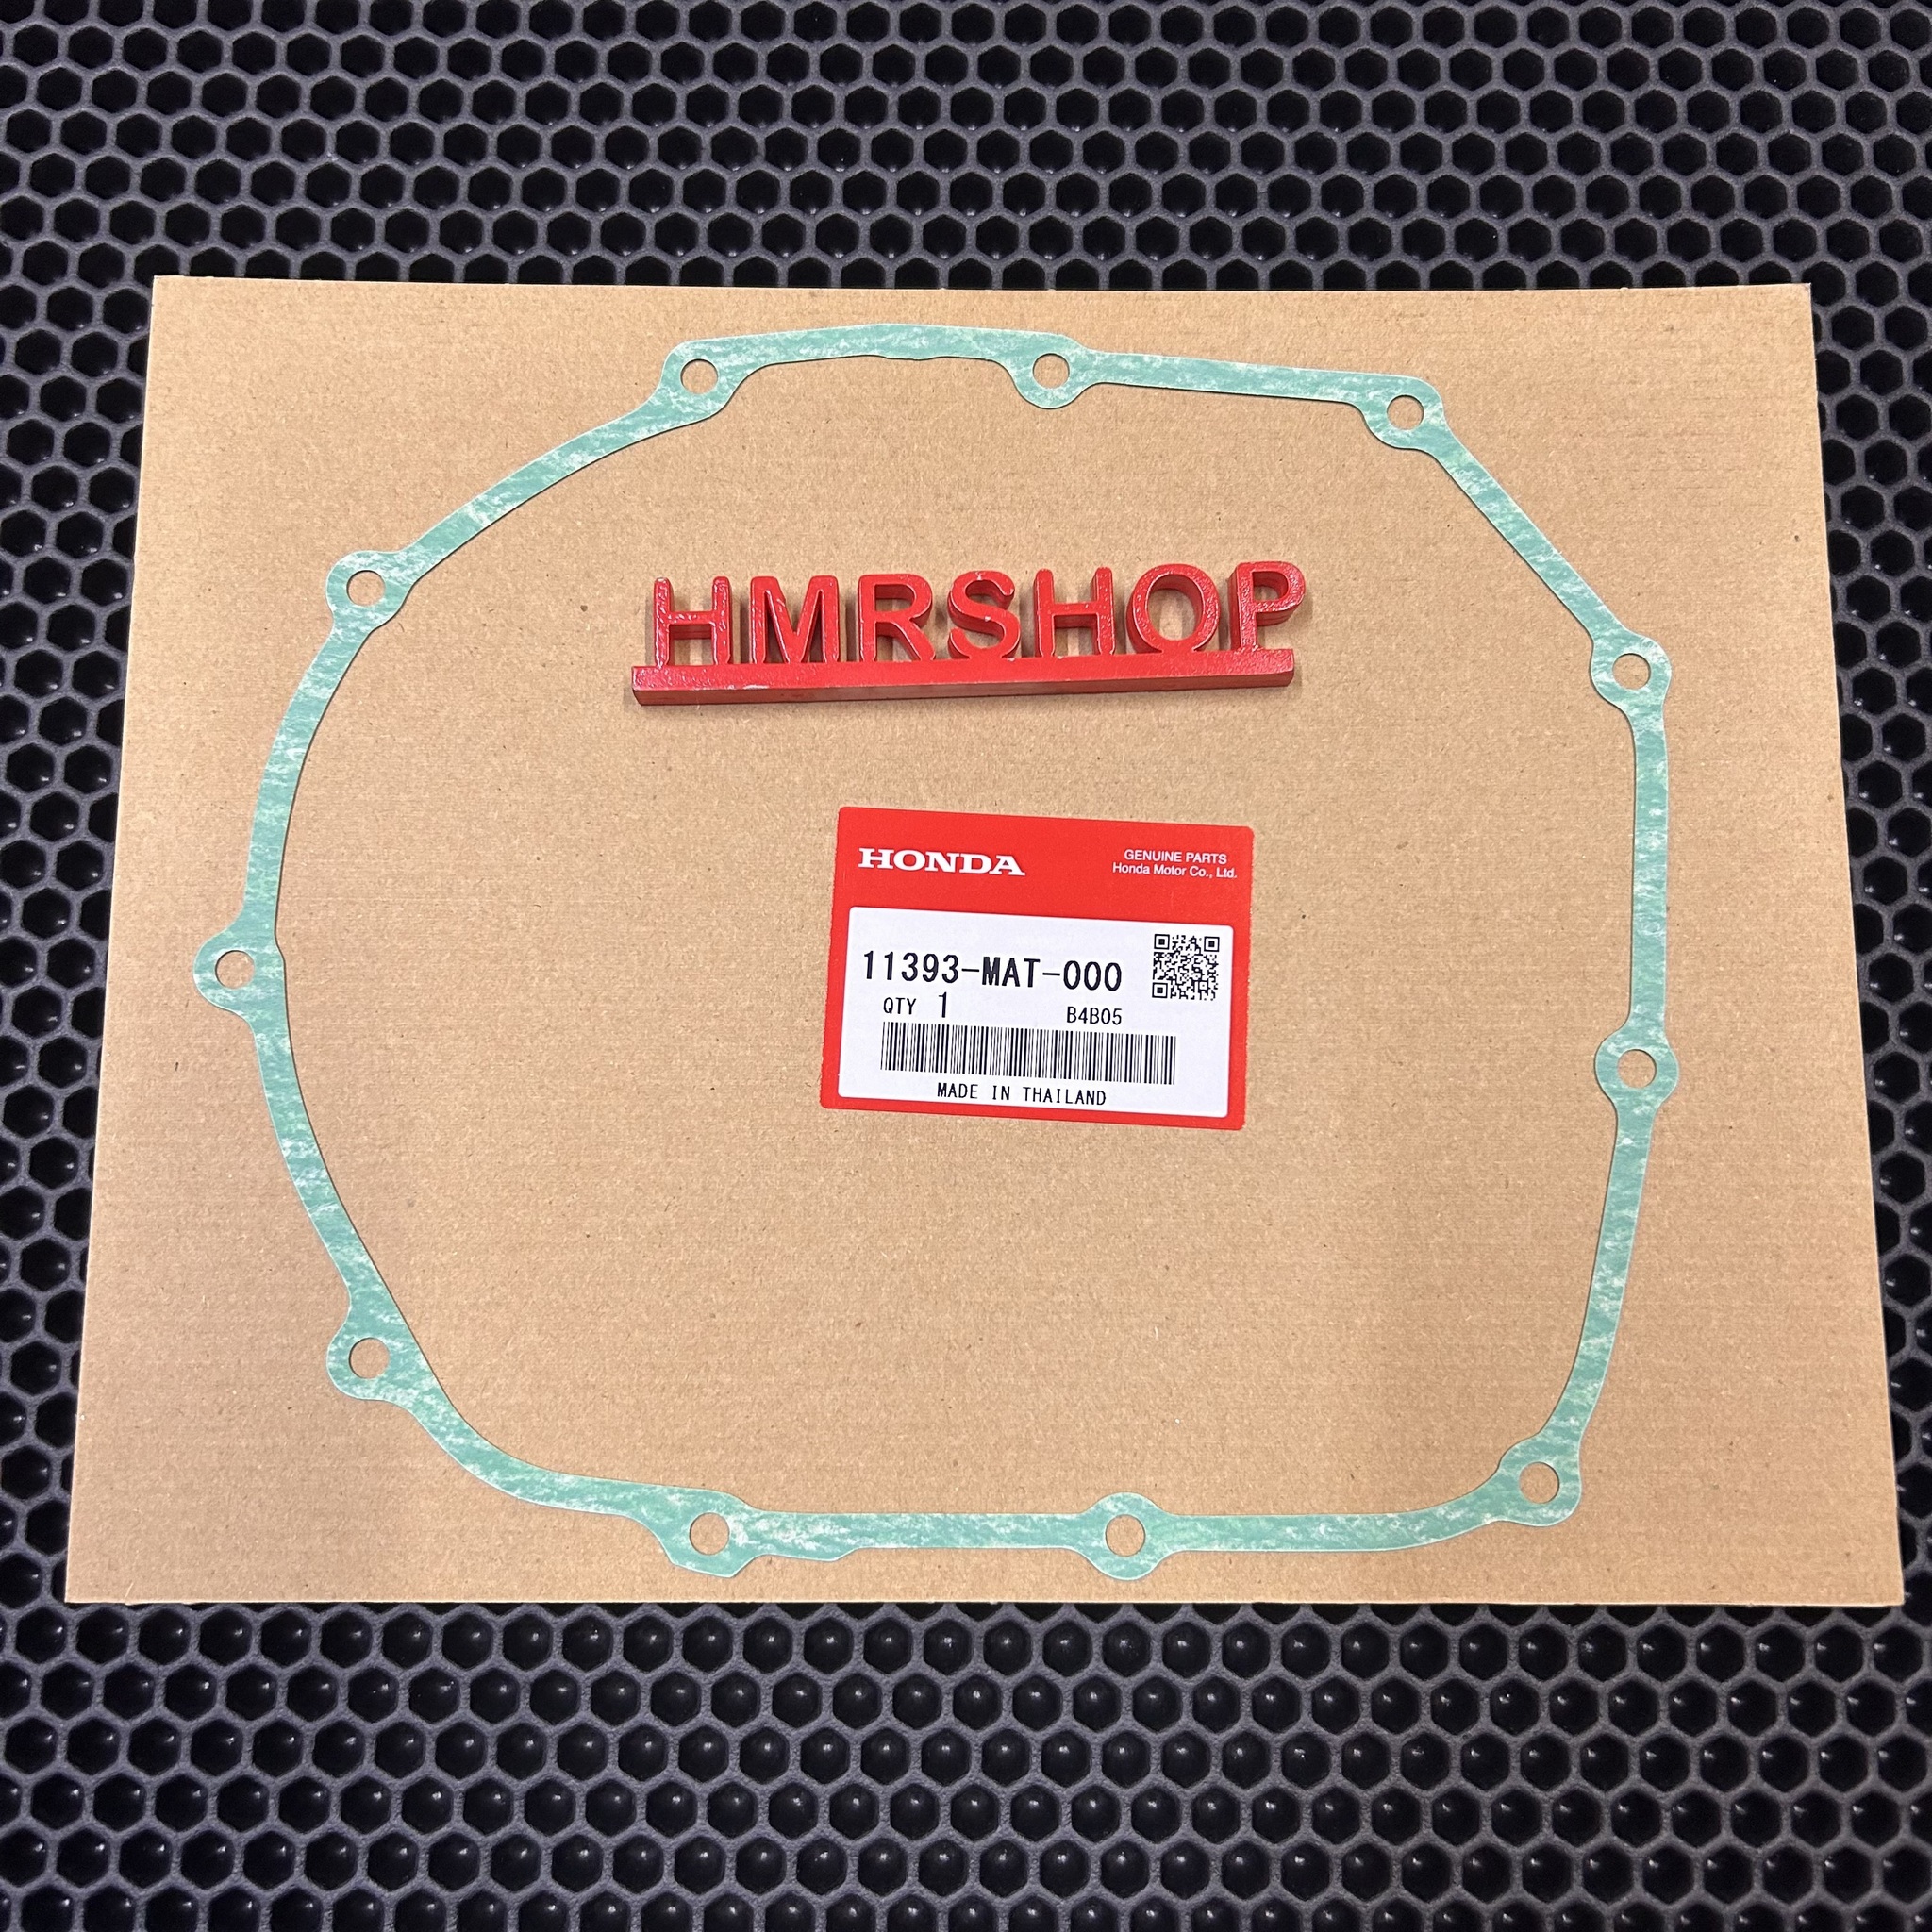 HMRSHOP
HONDA
GENUINE PARTS
Honda Motor Co., Ltd.
11393-MAT-000
QTY 1 B4B05
MADE IN THAILAND